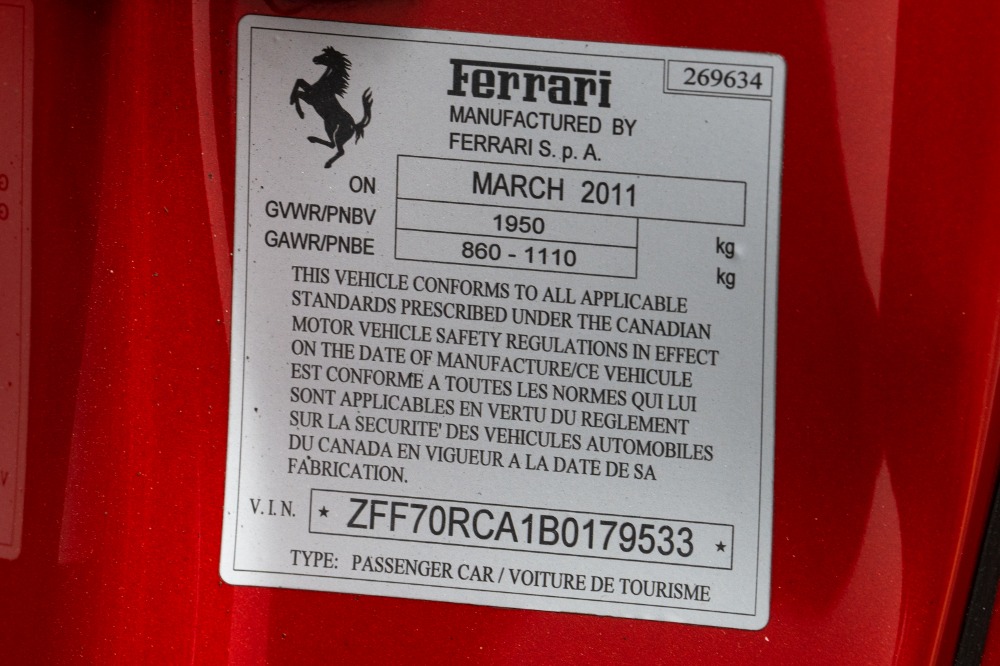 Ferrari
269634
MANUFACTURED BY
FERRARI S. p. A.
ON MARCH 2011
GVWR/PNBV 1950 kg
GAWR/PNBE 860 - 1110 kg
THIS VEHICLE CONFORMS TO ALL APPLICABLE
STANDARDS PRESCRIBED UNDER THE CANADIAN
MOTOR VEHICLE SAFETY REGULATIONS IN EFFECT
ON THE DATE OF MANUFACTURE/CE VEHICULE
EST CONFORME A TOUTES LES NORMES QUI LUI
SONT APPLICABLES EN VERTU DU REGLEMENT
SUR LA SECURITE' DES VEHICULES AUTOMOBILES
DU CANADA EN VIGUEUR A LA DATE DE SA
FABRICATION.
V.I.N. ★ ZFF70RCA1B0179533 ★
TYPE: PASSENGER CAR / VOITURE DE TOURISME